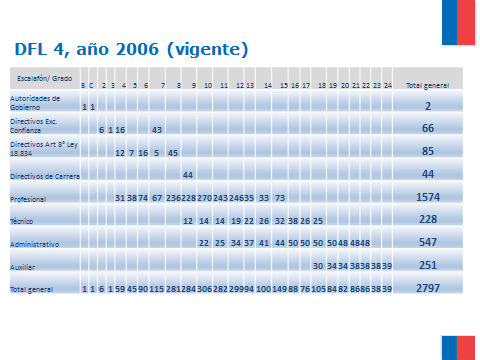 DFL 4, año 2006 (vigente)
Escalafón/ Grado B C 2 3 4 5 6 7 8 9 10 11 12 13 14 15 16 17 18 19 20 21 22 23 24 Total general
Autoridades de
Gobierno 1 1 2
Directivos Exc.
Confianza 6 1 16 43 66
Directivos Art 8° Ley
18.834 12 7 16 5 45 85
Directivos de Carrera 44 44
Profesional 31 38 74 67 236 228 270 243 246 35 33 73 1574
Técnico 12 14 14 19 22 26 32 38 26 25 228
Administrativo 22 25 34 37 41 44 50 50 50 50 48 48 48 547
Auxiliar 30 34 34 38 38 38 39 251
Total general 1 1 6 1 59 45 90 115 281 284 306 282 299 94 100 149 88 76 105 84 82 86 86 38 39 2797